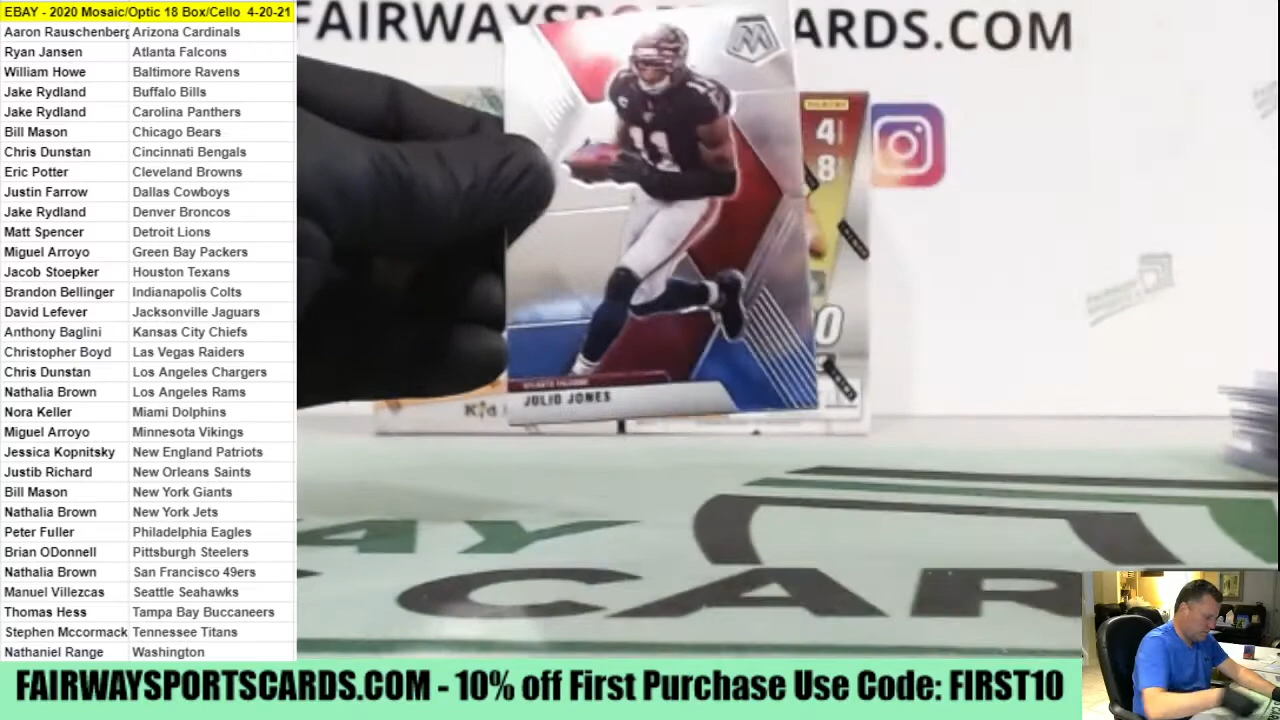 EBAY - 2020 Mosaic/Optic 18 Box/Cello 4-20-21
Aaron Rauschenberg Arizona Cardinals
Ryan Jansen Atlanta Falcons
William Howe Baltimore Ravens
Jake Rydland Buffalo Bills
Jake Rydland Carolina Panthers
Bill Mason Chicago Bears
Chris Dunstan Cincinnati Bengals
Eric Potter Cleveland Browns
Justin Farrow Dallas Cowboys
Jake Rydland Denver Broncos
Matt Spencer Detroit Lions
Miguel Arroyo Green Bay Packers
Jacob Stoepker Houston Texans
Brandon Bellinger Indianapolis Colts
David Lefever Jacksonville Jaguars
Anthony Baglini Kansas City Chiefs
Christopher Boyd Las Vegas Raiders
Chris Dunstan Los Angeles Chargers
Nathalia Brown Los Angeles Rams
Nora Keller Miami Dolphins
Miguel Arroyo Minnesota Vikings
Jessica Kopnitsky New England Patriots
Justib Richard New Orleans Saints
Bill Mason New York Giants
Nathalia Brown New York Jets
Peter Fuller Philadelphia Eagles
Brian ODonnell Pittsburgh Steelers
Nathalia Brown San Francisco 49ers
Manuel Villezcas Seattle Seahawks
Thomas Hess Tampa Bay Buccaneers
Stephen Mccormack Tennessee Titans
Nathaniel Range Washington
FAIRWAYSPORTSCARDS.COM
4
8
11
ATLANTA FALCONS
JULIO JONES
AY
CAR
FAIRWAYSPORTSCARDS.COM - 10% off First Purchase Use Code: FIRST10